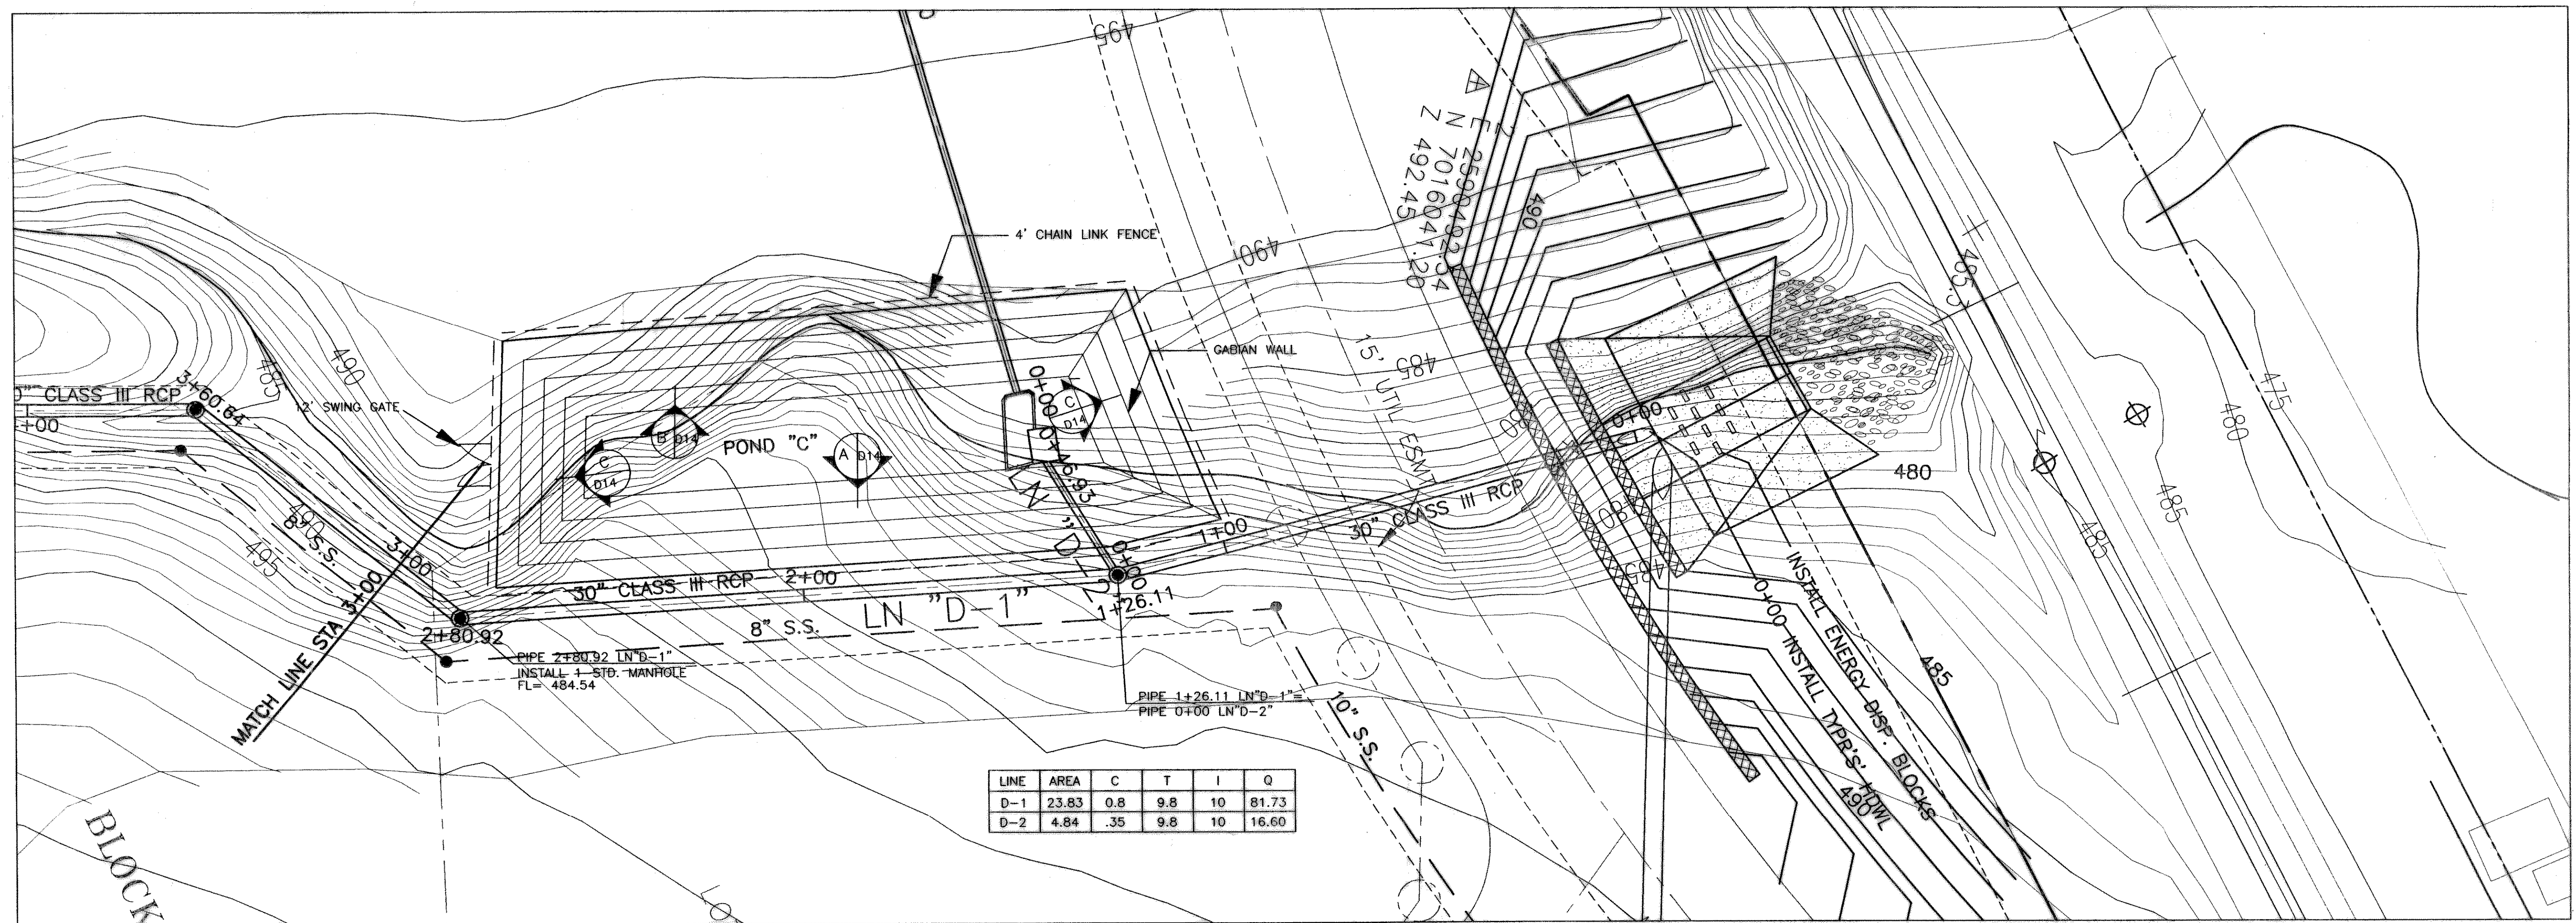 495
E 2590492.34
N 7016041.20
Z 492.45
490
4' CHAIN LINK FENCE
490
485.5
490
485
12' SWING GATE
GABIAN WALL
15' UTIL ESMT
485
CLASS III RCP
3+60.84
POND "C"
C
D14
B D14
A D14
C
D14
0+00
0+46.93
LN "D-2"
0+00
480
475
480
485
485
490
8" S.S.
495
3+00
MATCH LINE STA 3+00
30" CLASS III RCP
2+00
1+00
30" CLASS III RCP
480
485
2+80.92
8" S.S.
LN "D-1"
0+00
1+26.11
PIPE 2+80.92 LN"D-1"
INSTALL 1-STD. MANHOLE
FL= 484.54
PIPE 1+26.11 LN"D-1"=
PIPE 0+00 LN"D-2"
10" S.S.
INSTALL ENERGY DISP. BLOCKS
0+00 INSTALL TYPR'S' HDWL
485
490
LINE AREA C T I Q
D-1 23.83 0.8 9.8 10 81.73
D-2 4.84 .35 9.8 10 16.60
BLOCK